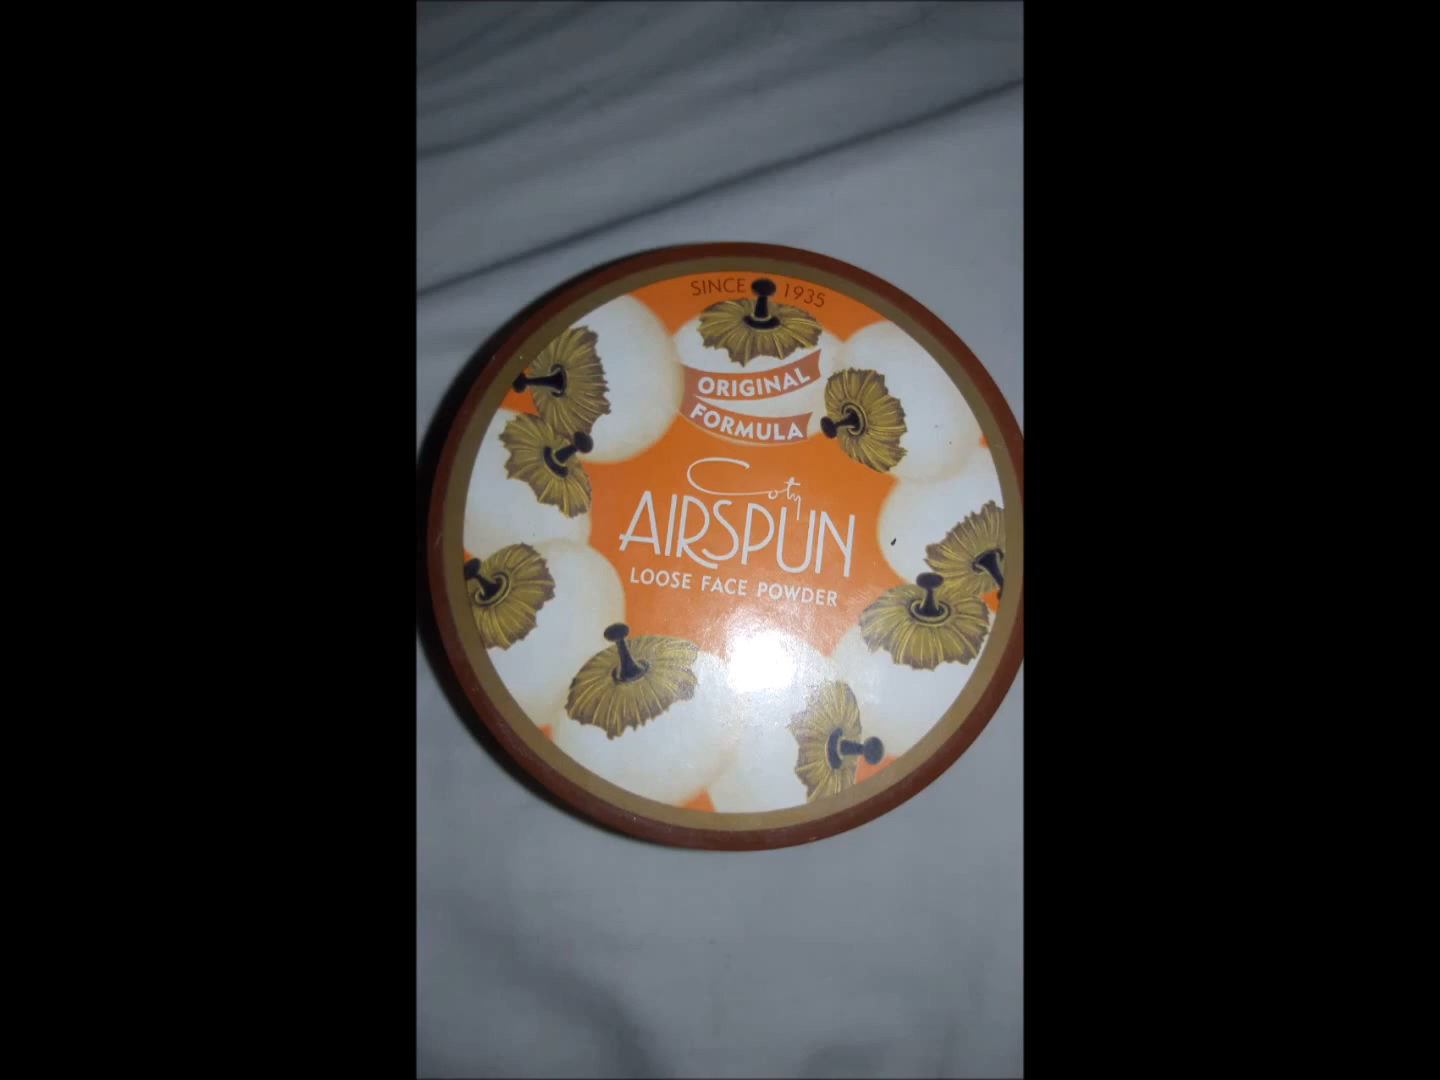 SINCE 1935
ORIGINAL
FORMULA
Coty
AIRSPUN
LOOSE FACE POWDER